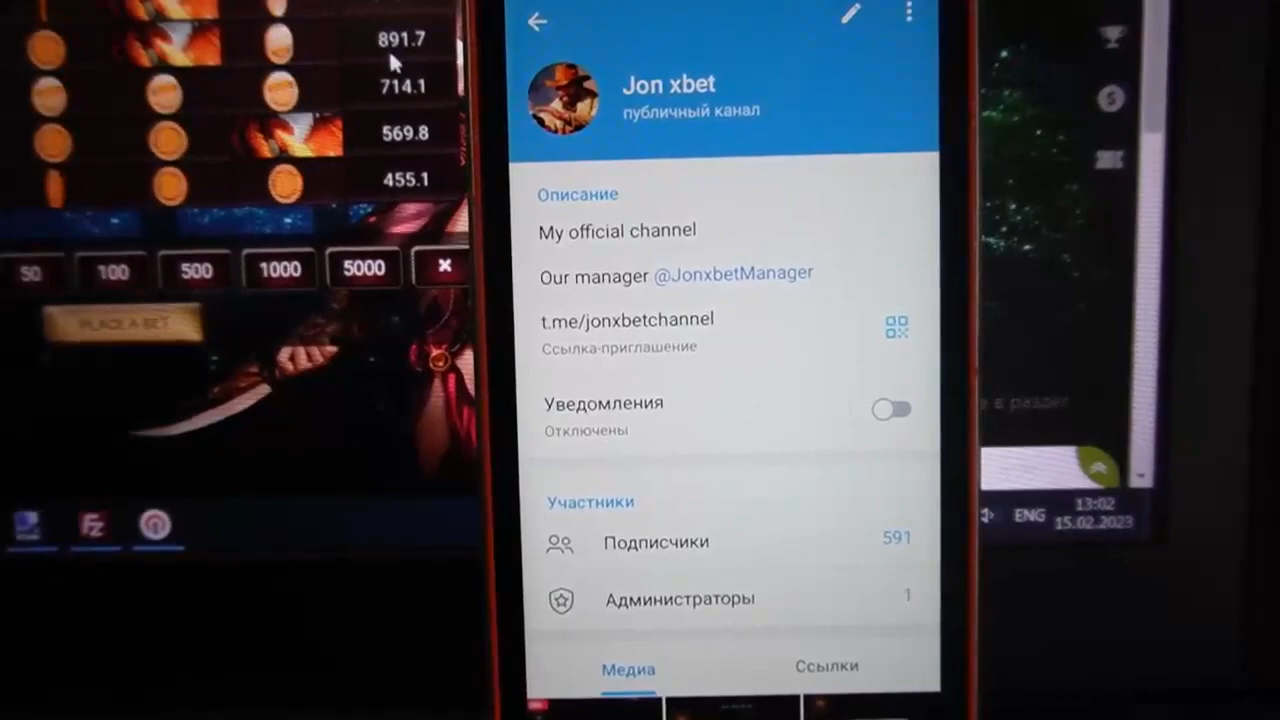 891.7
714.1
569.8
455.1
50
100
500
1000
5000
PLACE A BET
Jon xbet
публичный канал
Описание
My official channel
Our manager @JonxbetManager
t.me/jonxbetchannel
Ссылка-приглашение
Уведомления
Отключены
Участники
Подписчики
591
Администраторы
1
Медиа
Ссылки
ENG
13:02
15.02.2023